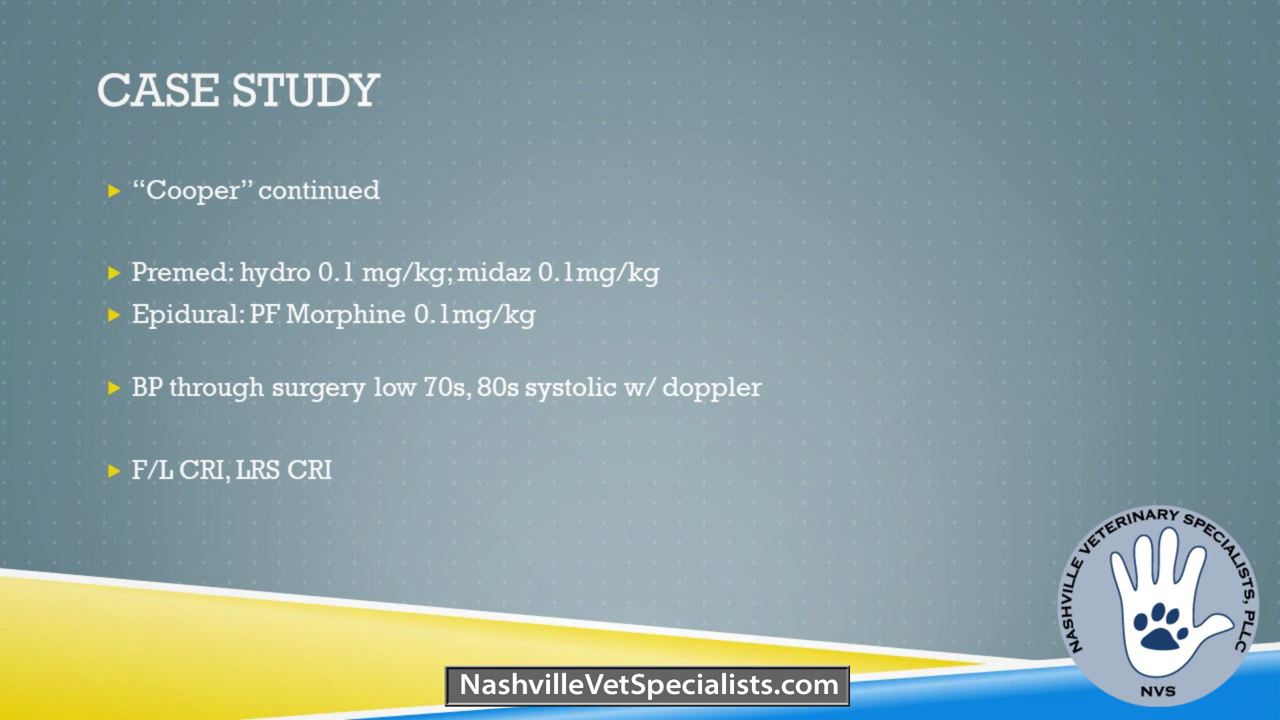 CASE STUDY
“Cooper” continued
Premed: hydro 0.1 mg/kg; midaz 0.1mg/kg
Epidural: PF Morphine 0.1mg/kg
BP through surgery low 70s, 80s systolic w/ doppler
F/L CRI, LRS CRI
NASHVILLE VETERINARY SPECIALISTS, PLLC
NVS
NashvilleVetSpecialists.com